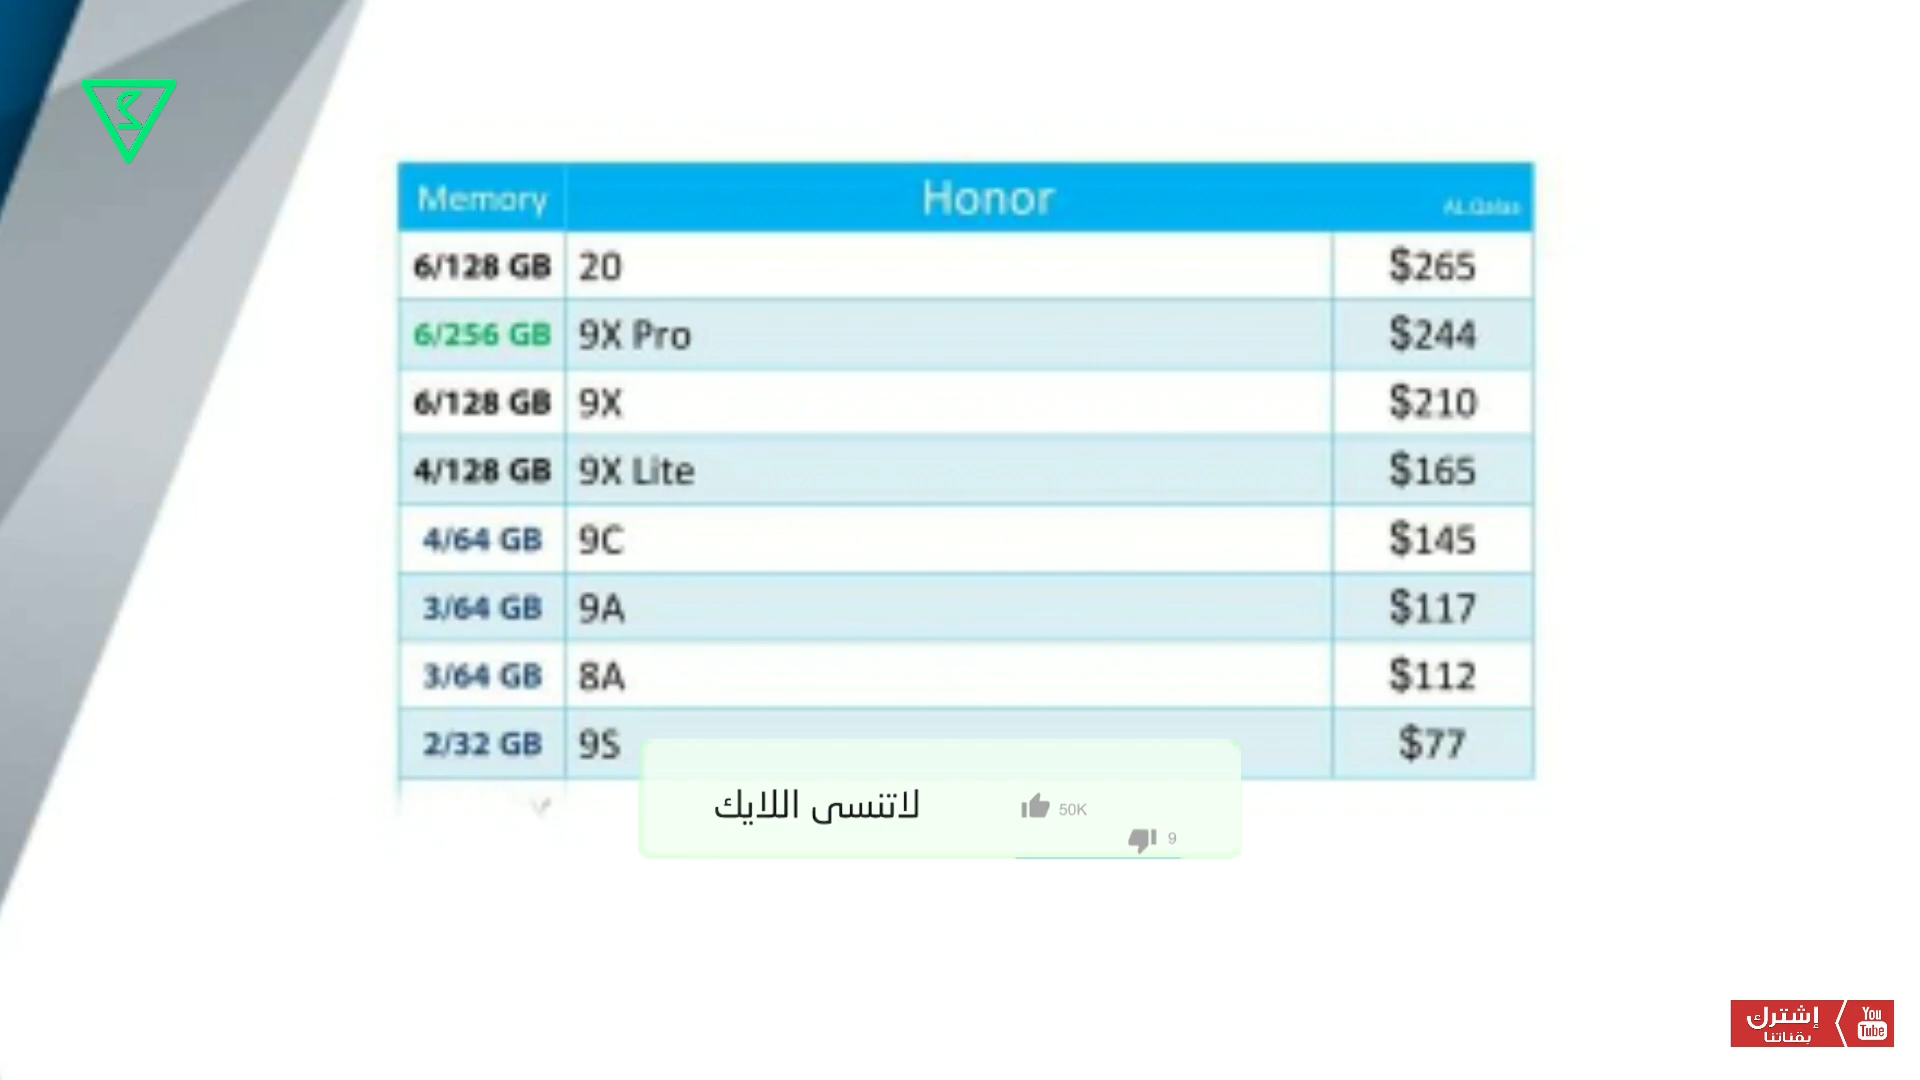 Memory Honor
6/128 GB 20 $265
6/256 GB 9X Pro $244
6/128 GB 9X $210
4/128 GB 9X Lite $165
4/64 GB 9C $145
3/64 GB 9A $117
3/64 GB 8A $112
2/32 GB 9S $77
لاتنسى اللايك 50K
9
إشترك You
بقناتنا Tube